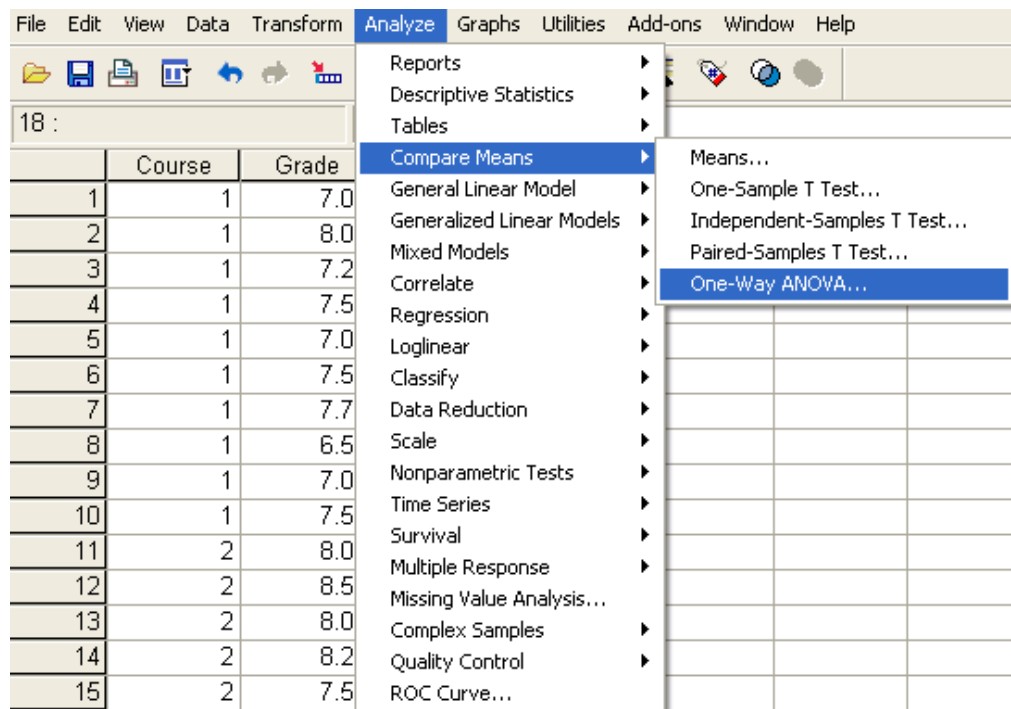 File Edit View Data Transform Analyze Graphs Utilities Add-ons Window Help
18 :
Course Grade
1 1 7.0
2 1 8.0
3 1 7.2
4 1 7.5
5 1 7.0
6 1 7.5
7 1 7.7
8 1 6.5
9 1 7.0
10 1 7.5
11 2 8.0
12 2 8.5
13 2 8.0
14 2 8.2
15 2 7.5
Reports
Descriptive Statistics
Tables
Compare Means
General Linear Model
Generalized Linear Models
Mixed Models
Correlate
Regression
Loglinear
Classify
Data Reduction
Scale
Nonparametric Tests
Time Series
Survival
Multiple Response
Missing Value Analysis...
Complex Samples
Quality Control
ROC Curve...
Means...
One-Sample T Test...
Independent-Samples T Test...
Paired-Samples T Test...
One-Way ANOVA...